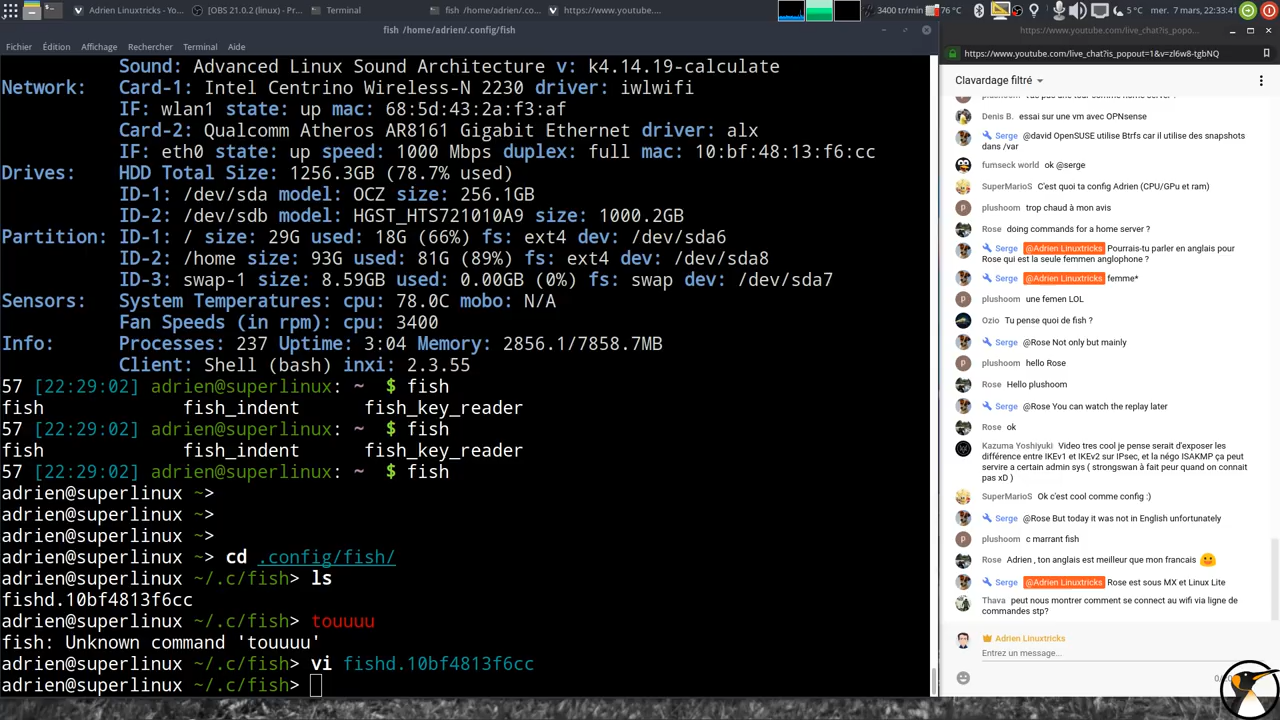 Adrien Linuxtricks - Yo...
[OBS 21.0.2 (linux) - Pr...
Terminal
fish /home/adrien/.co...
https://www.youtube....
3400 tr/min
76 °C
5 °C
mer. 7 mars, 22:33:41
fish /home/adrien/.config/fish
Fichier Édition Affichage Rechercher Terminal Aide
Sound: Advanced Linux Sound Architecture v: k4.14.19-calculate
Network: Card-1: Intel Centrino Wireless-N 2230 driver: iwlwifi
IF: wlan1 state: up mac: 68:5d:43:2a:f3:af
Card-2: Qualcomm Atheros AR8161 Gigabit Ethernet driver: alx
IF: eth0 state: up speed: 1000 Mbps duplex: full mac: 10:bf:48:13:f6:cc
Drives: HDD Total Size: 1256.3GB (78.7% used)
ID-1: /dev/sda model: OCZ size: 256.1GB
ID-2: /dev/sdb model: HGST_HTS721010A9 size: 1000.2GB
Partition: ID-1: / size: 29G used: 18G (66%) fs: ext4 dev: /dev/sda6
ID-2: /home size: 96G used: 81G (89%) fs: ext4 dev: /dev/sda8
ID-3: swap-1 size: 8.59GB used: 0.00GB (0%) fs: swap dev: /dev/sda7
Sensors: System Temperatures: cpu: 78.0C mobo: N/A
Fan Speeds (in rpm): cpu: 3400
Info: Processes: 237 Uptime: 3:04 Memory: 2856.1/7858.7MB
Client: Shell (bash) inxi: 2.3.55
57 [22:29:02] adrien@superlinux: ~ $ fish
fish fish_indent fish_key_reader
57 [22:29:02] adrien@superlinux: ~ $ fish
fish fish_indent fish_key_reader
57 [22:29:02] adrien@superlinux: ~ $ fish
adrien@superlinux ~>
adrien@superlinux ~>
adrien@superlinux ~>
adrien@superlinux ~> cd .config/fish/
adrien@superlinux ~/.c/fish> ls
fishd.10bf4813f6cc
adrien@superlinux ~/.c/fish> touuuu
fish: Unknown command 'touuuu'
adrien@superlinux ~/.c/fish> vi fishd.10bf4813f6cc
adrien@superlinux ~/.c/fish>
https://www.youtube.com/live_chat?is_popo...
https://www.youtube.com/live_chat?is_popout=1&v=zl6w8-tgbNQ
Clavardage filtré
plushoom
Denis B. essai sur une vm avec OPNsense
Serge @david OpenSUSE utilise Btrfs car il utilise des snapshots
dans /var
fumseck world ok @serge
SuperMarioS C'est quoi ta config Adrien (CPU/GPu et ram)
plushoom trop chaud à mon avis
Rose doing commands for a home server ?
Serge @Adrien Linuxtricks Pourrais-tu parler en anglais pour
Rose qui est la seule femmen anglophone ?
Serge @Adrien Linuxtricks femme*
plushoom une femen LOL
Ozio Tu pense quoi de fish ?
Serge @Rose Not only but mainly
plushoom hello Rose
Rose Hello plushoom
Serge @Rose You can watch the replay later
Rose ok
Kazuma Yoshiyuki Video tres cool je pense serait d'exposer les
différence entre IKEv1 et IKEv2 sur IPsec, et la négo ISAKMP ça peut
servire a certain admin sys ( strongswan à fait peur quand on connait
pas xD )
SuperMarioS Ok c'est cool comme config :)
Serge @Rose But today it was not in English unfortunately
plushoom c marrant fish
Rose Adrien , ton anglais est meilleur que mon francais
Serge @Adrien Linuxtricks Rose est sous MX et Linux Lite
Thava peut nous montrer comment se connect au wifi via ligne de
commandes stp?
Adrien Linuxtricks
Entrez un message...